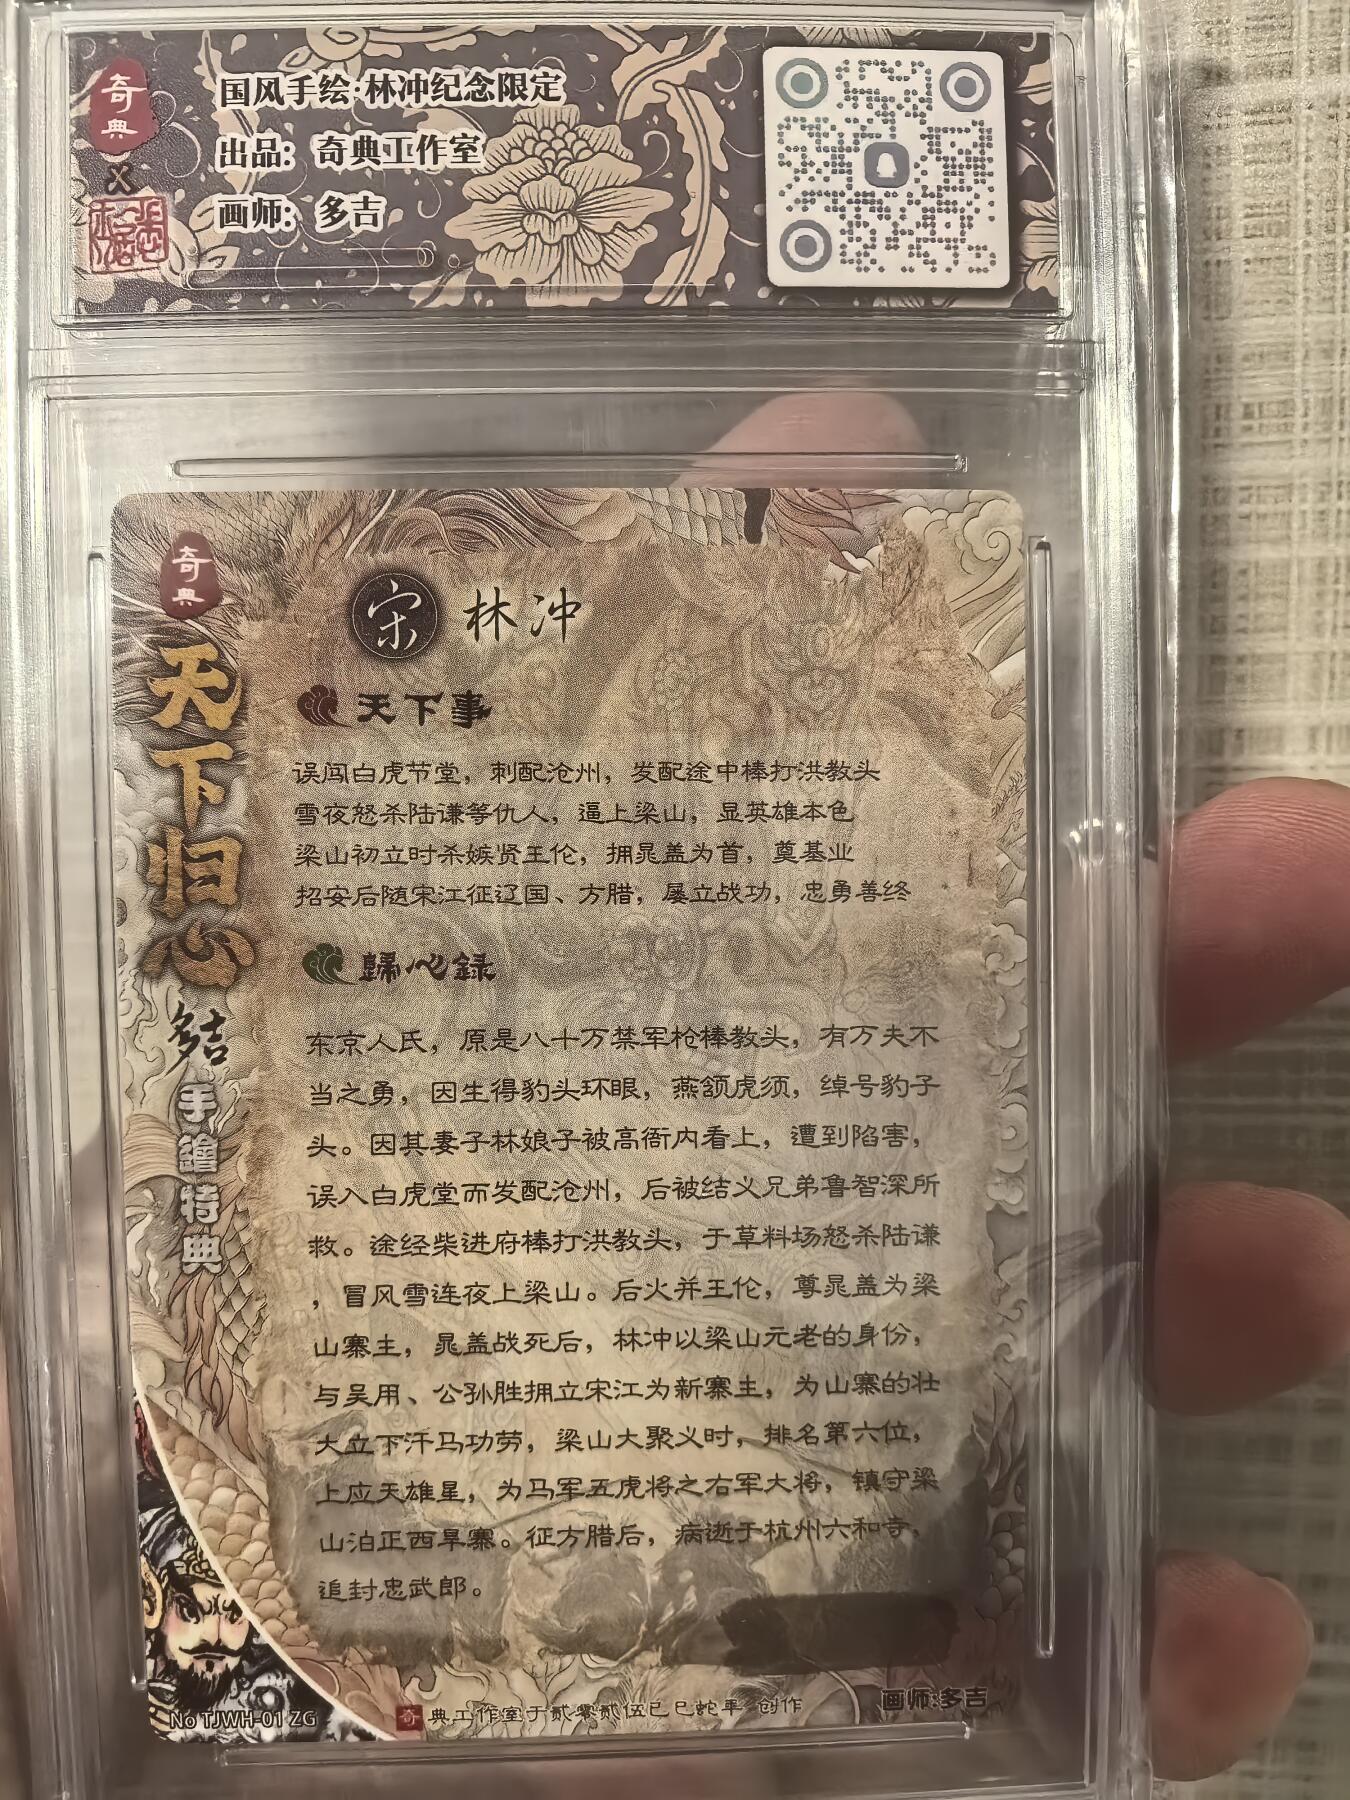 奇典
X
国风手绘·林冲纪念限定
出品：奇典工作室
画师：多吉
奇典
天下归心
多吉
手繪特典
宋 林冲
天下事
误闯白虎节堂，刺配沧州，发配途中棒打洪教头
雪夜怒杀陆谦等仇人，逼上梁山，显英雄本色
梁山初立时杀嫉贤王伦，拥晁盖为首，奠基业
招安后随宋江征辽国、方腊，屡立战功，忠勇善终
歸心録
东京人氏，原是八十万禁军枪棒教头，有万夫不
当之勇，因生得豹头环眼，燕颔虎须，绰号豹子
头。因其妻子林娘子被高衙内看上，遭到陷害，
误入白虎堂而发配沧州，后被结义兄弟鲁智深所
救。途经柴进府棒打洪教头，于草料场怒杀陆谦
，冒风雪连夜上梁山。后火并王伦，尊晁盖为梁
山寨主，晁盖战死后，林冲以梁山元老的身份，
与吴用、公孙胜拥立宋江为新寨主，为山寨的壮
大立下汗马功劳，梁山大聚义时，排名第六位，
上应天雄星，为马军五虎将之右军大将，镇守梁
山泊正西旱寨。征方腊后，病逝于杭州六和寺，
追封忠武郎。
No TJWH-01 ZG
奇典工作室于贰零贰伍乙巳蛇年 创作
画师:多吉